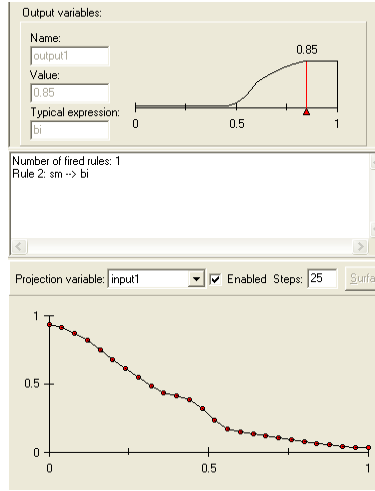 Output variables:
Name:
output1
Value:
0.85
Typical expression:
bi
0.85
0 0.5 1
Number of fired rules: 1
Rule 2: sm --> bi
Projection variable: input1 Enabled Steps: 25 Surfa
1
0.5
0
0 0.5 1